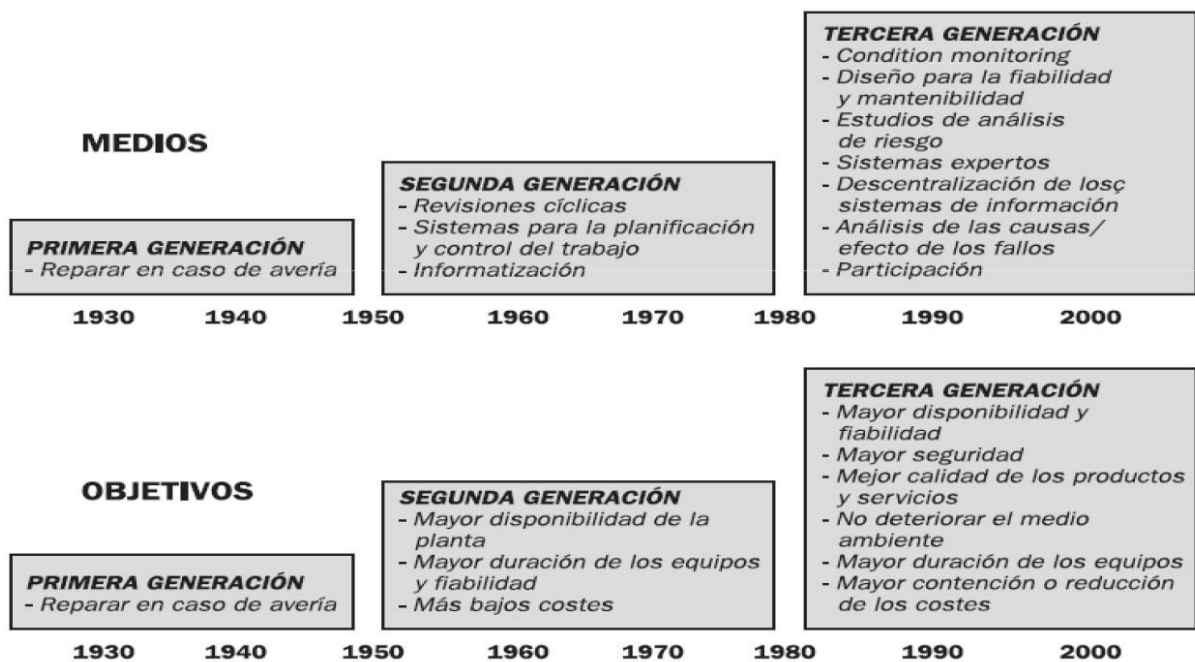 MEDIOS
PRIMERA GENERACIÓN
- Reparar en caso de avería
SEGUNDA GENERACIÓN
- Revisiones cíclicas
- Sistemas para la planificación
y control del trabajo
- Informatización
TERCERA GENERACIÓN
- Condition monitoring
- Diseño para la fiabilidad
y mantenibilidad
- Estudios de análisis
de riesgo
- Sistemas expertos
- Descentralización de losç
sistemas de información
- Análisis de las causas/
efecto de los fallos
- Participación
1930 1940 1950 1960 1970 1980 1990 2000
OBJETIVOS
PRIMERA GENERACIÓN
- Reparar en caso de avería
SEGUNDA GENERACIÓN
- Mayor disponibilidad de la
planta
- Mayor duración de los equipos
y fiabilidad
- Más bajos costes
TERCERA GENERACIÓN
- Mayor disponibilidad y
fiabilidad
- Mayor seguridad
- Mejor calidad de los productos
y servicios
- No deteriorar el medio
ambiente
- Mayor duración de los equipos
- Mayor contención o reducción
de los costes
1930 1940 1950 1960 1970 1980 1990 2000